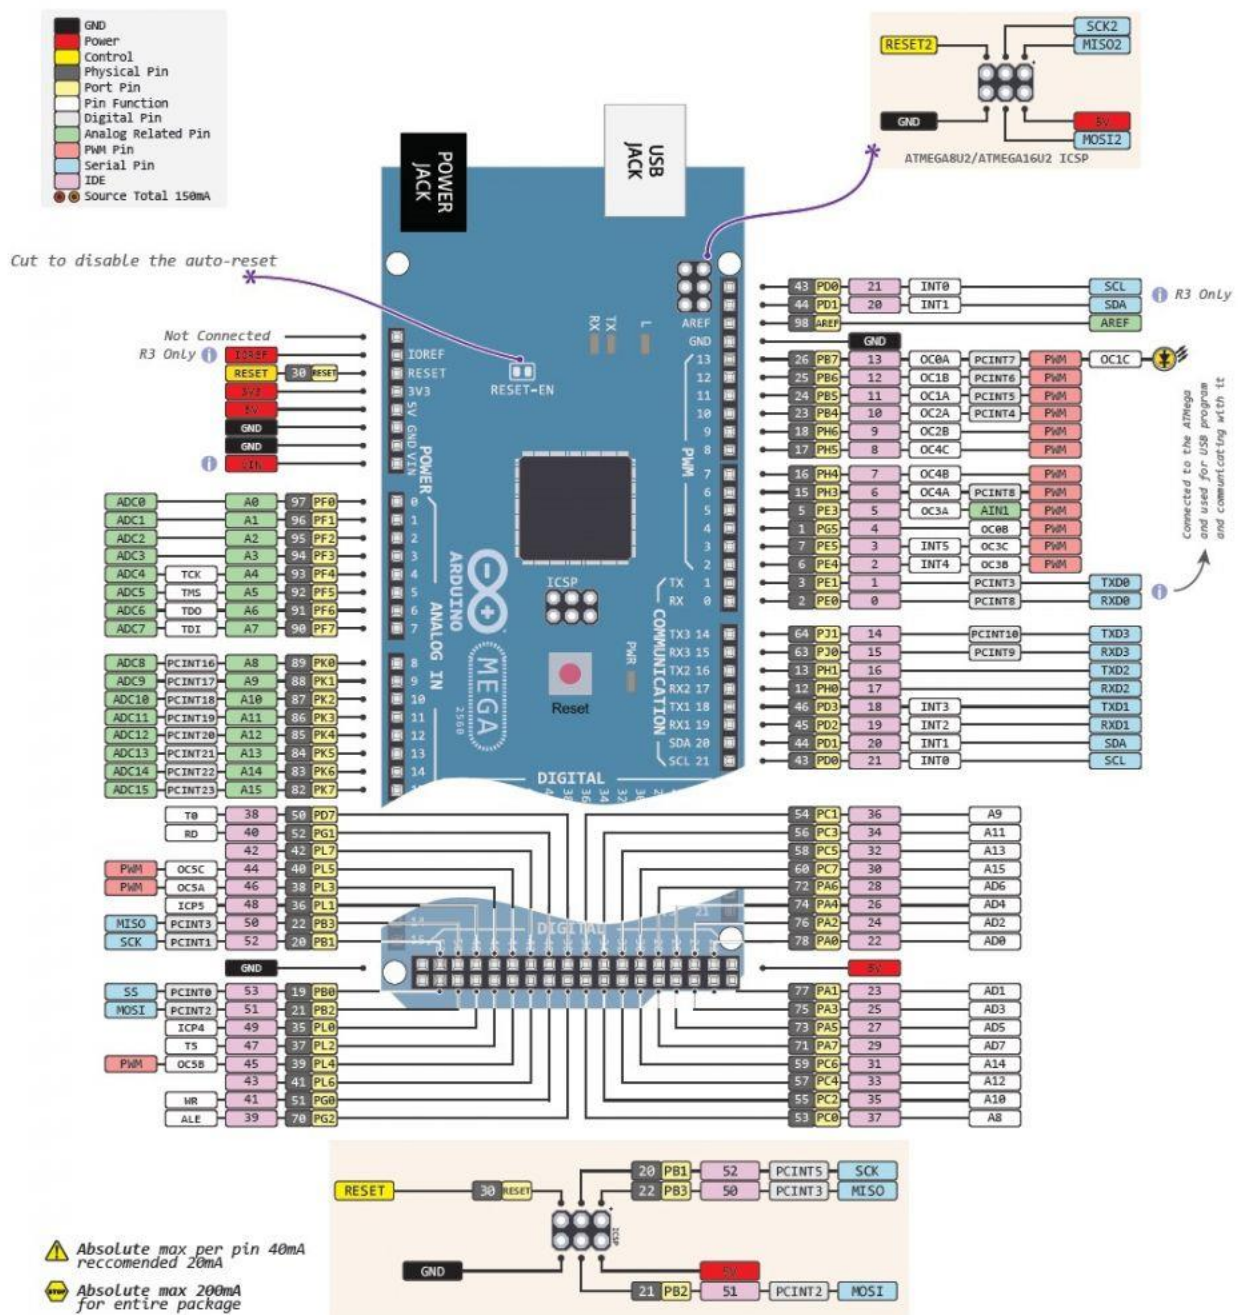 GND
Power
Control
Physical Pin
Port Pin
Pin Function
Digital Pin
Analog Related Pin
PWM Pin
Serial Pin
IDE
Source Total 150mA
SCK2
RESET2 MISO2
GND 5V
MOSI2
ATMEGA8U2/ATMEGA16U2 ICSP
POWER JACK
USB JACK
Cut to disable the auto-reset
Not Connected
R3 Only IOREF
RESET 30 RESET
3V3
5V
GND
GND
VIN
ADC0 A0 97 PF0
ADC1 A1 96 PF1
ADC2 A2 95 PF2
ADC3 A3 94 PF3
ADC4 TCK A4 93 PF4
ADC5 TMS A5 92 PF5
ADC6 TDO A6 91 PF6
ADC7 TDI A7 90 PF7
ADC8 PCINT16 A8 89 PK0
ADC9 PCINT17 A9 88 PK1
ADC10 PCINT18 A10 87 PK2
ADC11 PCINT19 A11 86 PK3
ADC12 PCINT20 A12 85 PK4
ADC13 PCINT21 A13 84 PK5
ADC14 PCINT22 A14 83 PK6
ADC15 PCINT23 A15 82 PK7
IOREF
RESET
3V3
5V
GND
GND
VIN
POWER
0
1
2
3
4
5
6
7
8
9
10
11
12
13
14
ANALOG IN
RX
TX
L
RESET-EN
ICSP
ARDUINO
MEGA
2560
Reset
PWR
AREF
GND
13
12
11
10
9
8
7
6
5
4
3
2
PWM
TX 1
RX 0
TX3 14
RX3 15
TX2 16
RX2 17
TX1 18
RX1 19
SDA 20
SCL 21
COMMUNICATION
DIGITAL
43 PD0 21 INT0 SCL
44 PD1 20 INT1 SDA
R3 Only
98 AREF AREF
GND
26 PB7 13 OC0A PCINT7 PWM OC1C
25 PB6 12 OC1B PCINT6 PWM
24 PB5 11 OC1A PCINT5 PWM
23 PB4 10 OC2A PCINT4 PWM
18 PH6 9 OC2B PWM
17 PH5 8 OC4C PWM
16 PH4 7 OC4B PWM
15 PH3 6 OC4A PCINT8 PWM
5 PE3 5 OC3A AIN1 PWM
1 PG5 4 OC0B PWM
7 PE5 3 INT5 OC3C PWM
6 PE4 2 INT4 OC3B PWM
3 PE1 1 PCINT3 TXD0
2 PE0 0 PCINT8 RXD0
Connected to the ATMega
and used for USB program
and communicating with it
64 PJ1 14 PCINT10 TXD3
63 PJ0 15 PCINT9 RXD3
13 PH1 16 TXD2
12 PH0 17 RXD2
46 PD3 18 INT3 TXD1
45 PD2 19 INT2 RXD1
44 PD1 20 INT1 SDA
43 PD0 21 INT0 SCL
T0 38 50 PD7
RD 40 52 PG1
42 42 PL7
PWM OC5C 44 40 PL5
PWM OC5A 46 38 PL3
ICP5 48 36 PL1
MISO PCINT3 50 22 PB3
SCK PCINT1 52 20 PB1
GND
SS PCINT0 53 19 PB0
MOSI PCINT2 51 21 PB2
ICP4 49 35 PL0
T5 47 37 PL2
PWM OC5B 45 39 PL4
43 41 PL6
WR 41 51 PG0
ALE 39 70 PG2
DIGITAL
54 PC1 36 A9
56 PC3 34 A11
58 PC5 32 A13
60 PC7 30 A15
72 PA6 28 AD6
74 PA4 26 AD4
76 PA2 24 AD2
78 PA0 22 AD0
5V
77 PA1 23 AD1
75 PA3 25 AD3
73 PA5 27 AD5
71 PA7 29 AD7
59 PC6 31 A14
57 PC4 33 A12
55 PC2 35 A10
53 PC0 37 A8
20 PB1 52 PCINT5 SCK
RESET 30 RESET 22 PB3 50 PCINT3 MISO
ICSP
GND 5V
21 PB2 51 PCINT2 MOSI
Absolute max per pin 40mA
reccomended 20mA
STOP
Absolute max 200mA
for entire package